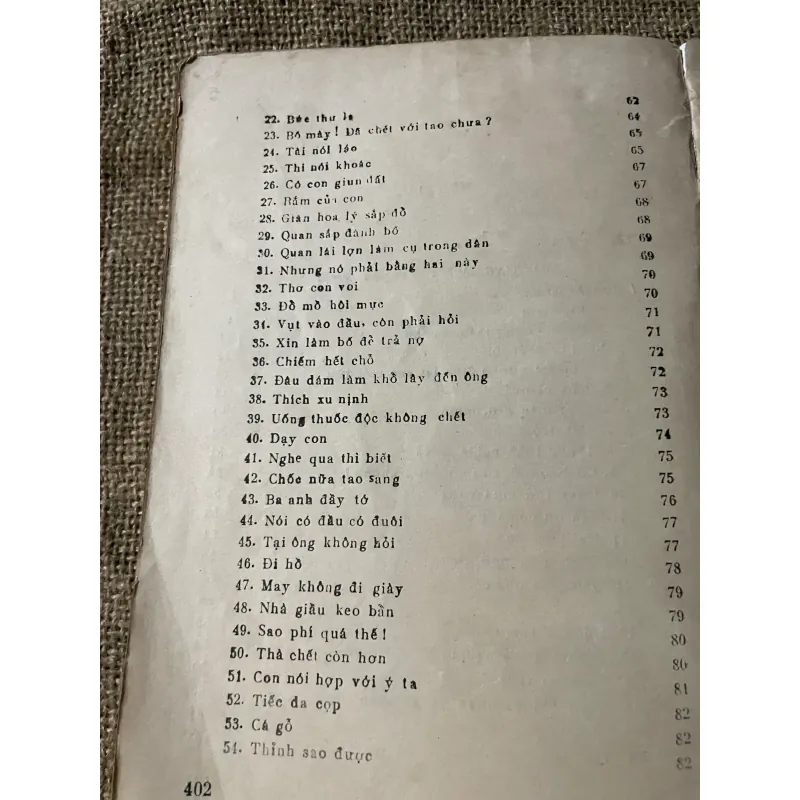 22. Bức thư lạ 62
23. Bố mày! Đã chết với tao chưa? 64
24. Tài nói láo 65
25. Thi nói khoác 65
26. Có con giun đất 67
27. Rắm của con 67
28. Giàn hoa lý sắp đổ 68
29. Quan sắp đánh bố 68
30. Quan lái lợn làm cụ trong dân 69
31. Nhưng nó phải bằng hai này 69
32. Thơ con voi 70
33. Đồ mồ hôi mực 70
34. Vụt vào đầu, còn phải hỏi 71
35. Xin làm bố để trả nợ 71
36. Chiếm hết chỗ 72
37. Đâu dám làm khổ lây đến ông 72
38. Thích xu nịnh 73
39. Uống thuốc độc không chết 73
40. Dạy con 74
41. Nghe qua thì biết 75
42. Chốc nữa tao sang 75
43. Ba anh đầy tớ 76
44. Nói có đầu có đuôi 77
45. Tại ông không hỏi 77
46. Đi hồ 78
47. May không đi giày 79
48. Nhà giầu keo bẩn 79
49. Sao phí quá thế! 80
50. Thà chết còn hơn 80
51. Con nói hợp với ý ta 81
52. Tiếc da cọp 82
53. Cá gỗ 82
54. Thỉnh sao được 82
402